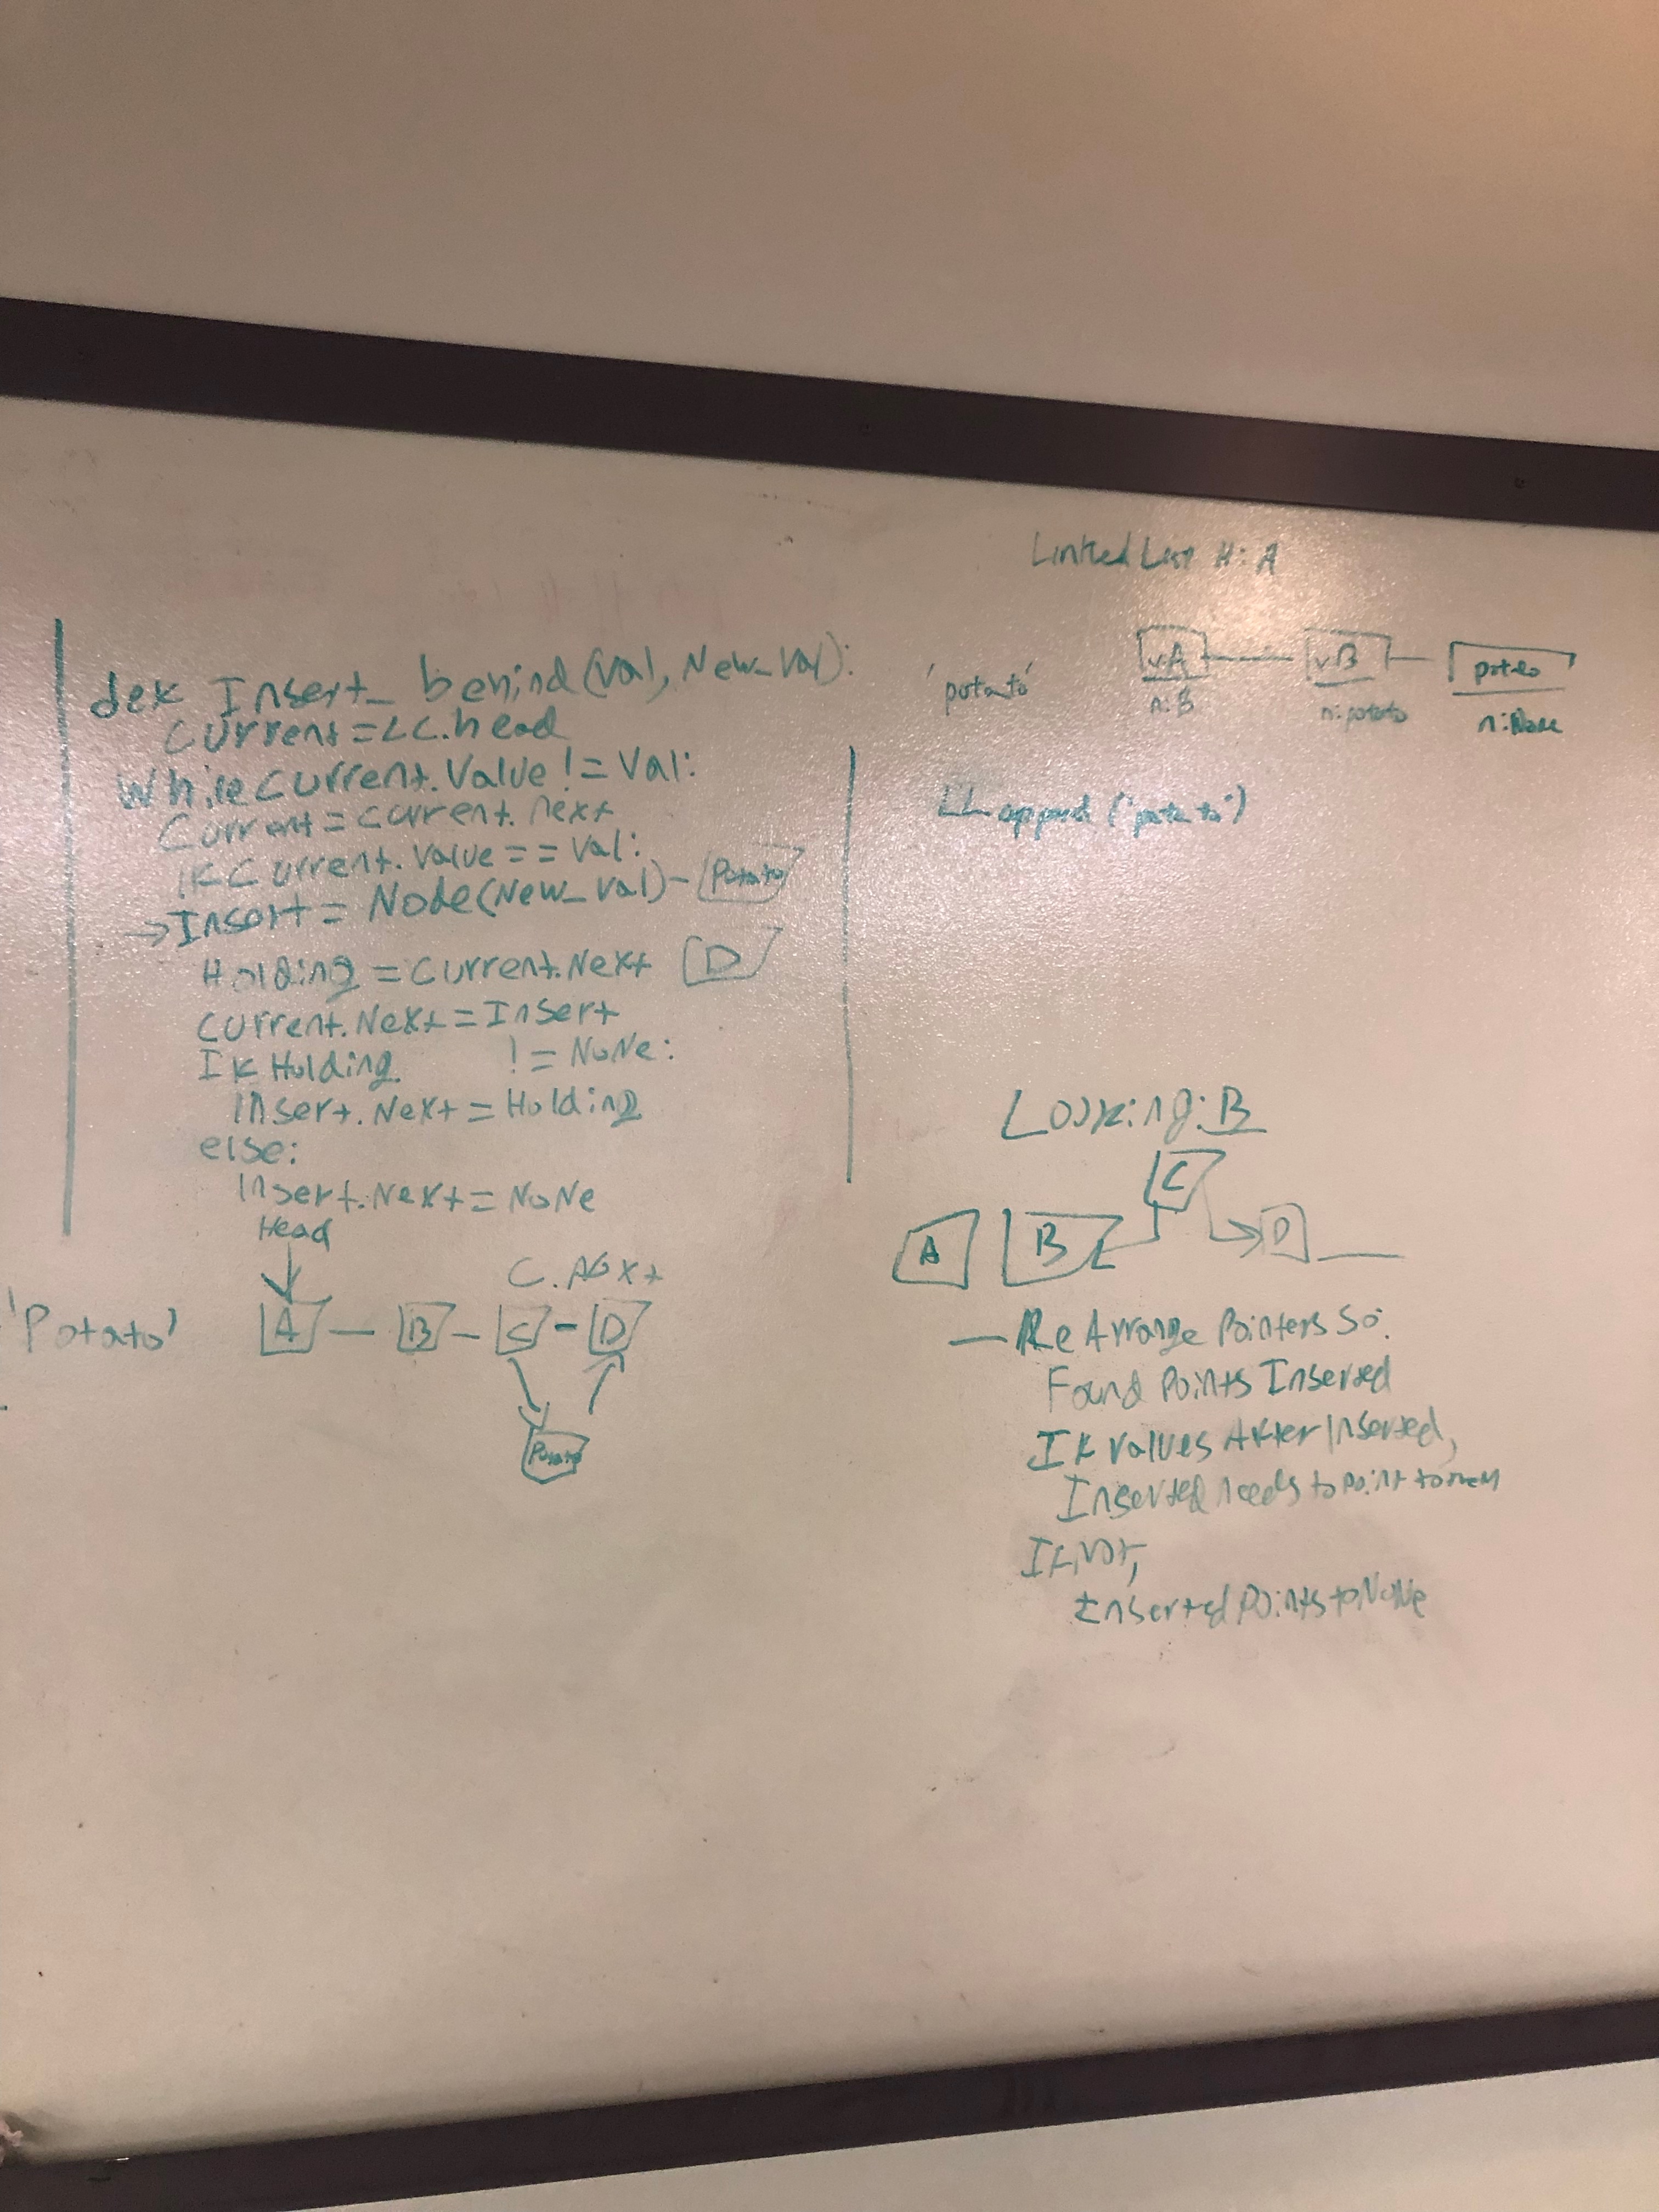 def Insert_behind(Val, New_Val):
Current = LL.head
While current.Value != Val:
Current = current.next
if Current.Value == Val:
→ Insert = Node(New_Val) - Potato
Holding = Current.Next D
Current.Next = Insert
If Holding != NoNe:
Insert.Next = Holding
else:
Insert.Next = NoNe
Head
C.next
'Potato' A — B — C - D
Potato
Linked List H: A
'potato' v:A v:B potato
n:B n:potato n:None
LL append ('potato')
Looking: B
C
A B D
— ReArrange Pointers So:
Found Points Inserted
If values After Inserted,
Inserted needs to point to them
If Not,
Inserted Points to NoNe